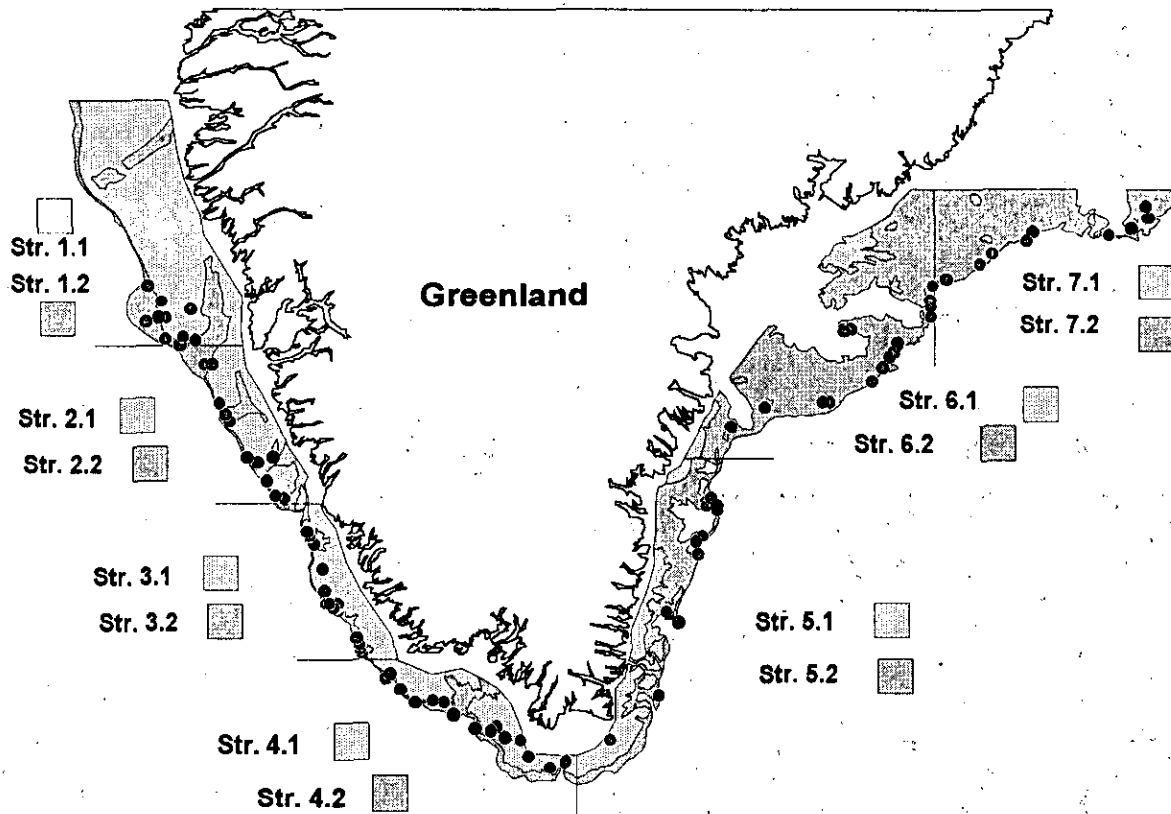 Str. 1.1
Str. 1.2
Greenland
Str. 7.1
Str. 7.2
Str. 2.1
Str. 2.2
Str. 6.1
Str. 6.2
Str. 3.1
Str. 3.2
Str. 5.1
Str. 5.2
Str. 4.1
Str. 4.2